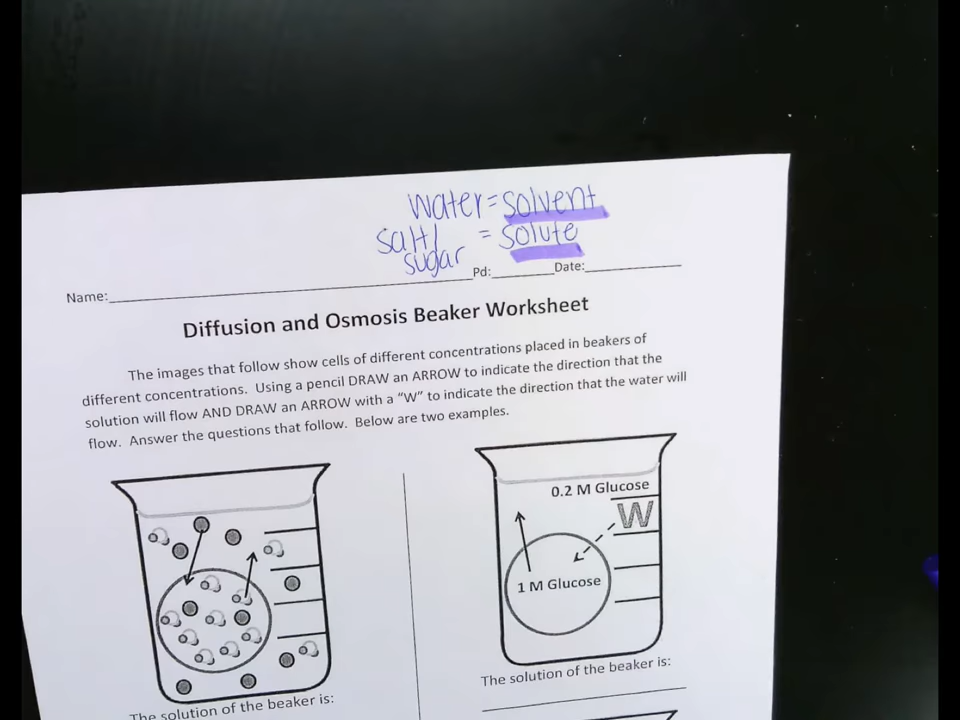 water = solvent
salt/ = solute
sugar
Name: Pd: Date:
Diffusion and Osmosis Beaker Worksheet
The images that follow show cells of different concentrations placed in beakers of
different concentrations. Using a pencil DRAW an ARROW to indicate the direction that the
solution will flow AND DRAW an ARROW with a “W” to indicate the direction that the water will
flow. Answer the questions that follow. Below are two examples.
0.2 M Glucose
W
1 M Glucose
The solution of the beaker is:
The solution of the beaker is: